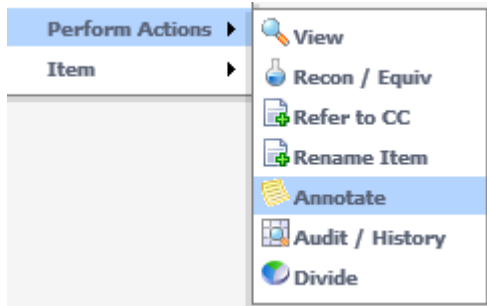 Perform Actions
Item
View
Recon / Equiv
Refer to CC
Rename Item
Annotate
Audit / History
Divide